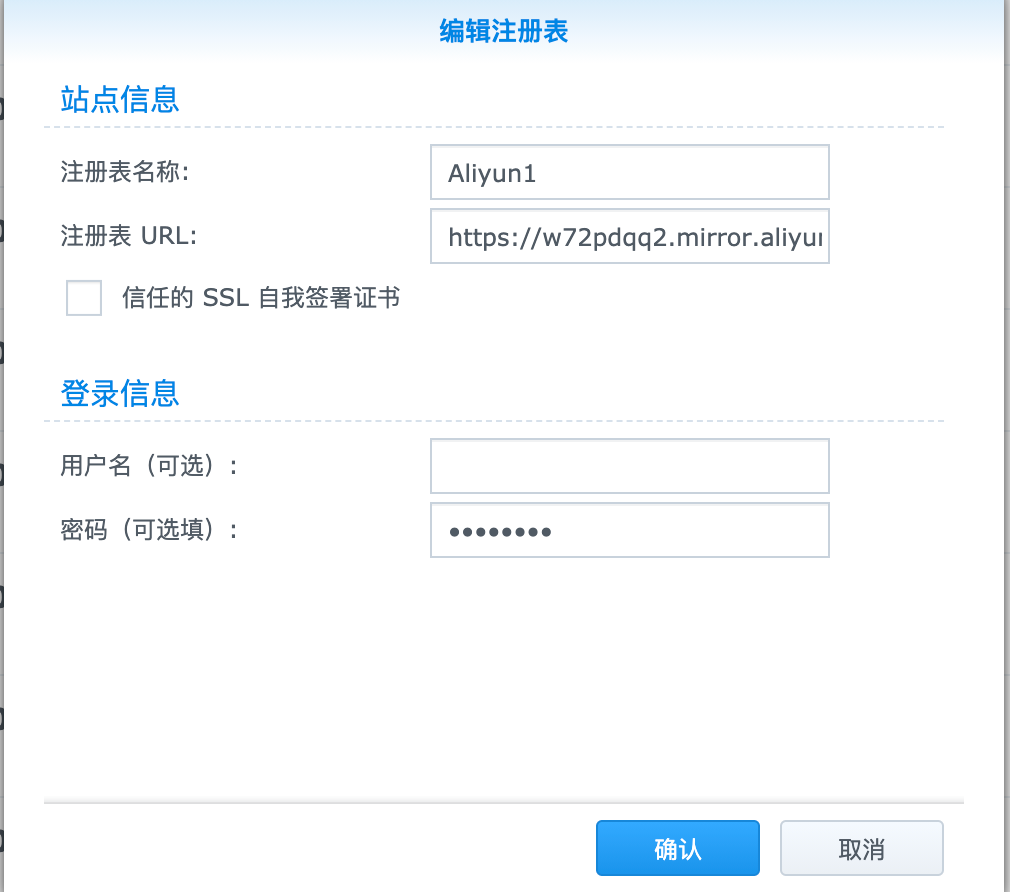 编辑注册表
站点信息
注册表名称: Aliyun1
注册表 URL: https://w72pdqq2.mirror.aliyu
信任的 SSL 自我签署证书
登录信息
用户名（可选）:
密码（可选填）: ••••••••
确认 取消